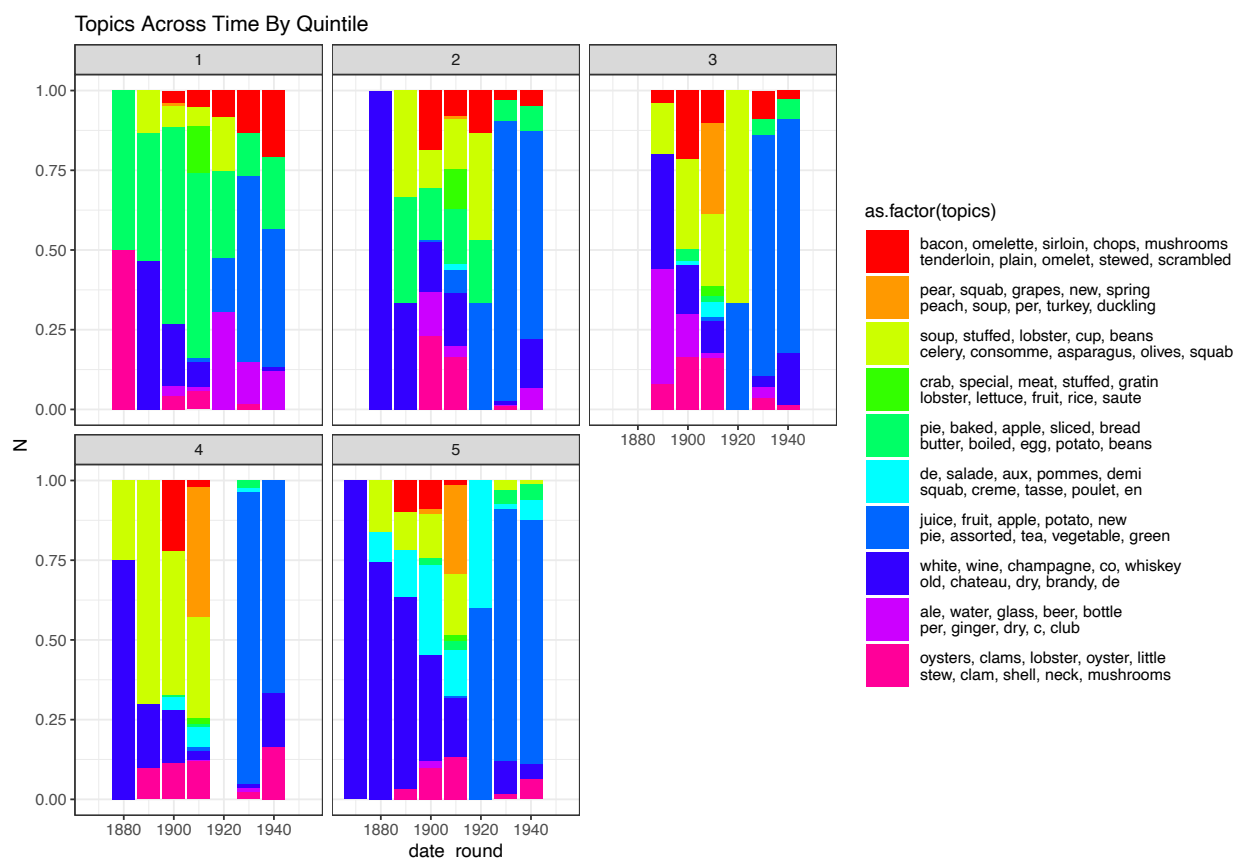 Topics Across Time By Quintile
1
2
3
1.00
0.75
0.50
0.25
0.00
1880
1900
1920
1940
N
4
5
1.00
0.75
0.50
0.25
0.00
1880
1900
1920
1940
1880
1900
1920
1940
date_round
as.factor(topics)
bacon, omelette, sirloin, chops, mushrooms
tenderloin, plain, omelet, stewed, scrambled
pear, squab, grapes, new, spring
peach, soup, per, turkey, duckling
soup, stuffed, lobster, cup, beans
celery, consomme, asparagus, olives, squab
crab, special, meat, stuffed, gratin
lobster, lettuce, fruit, rice, saute
pie, baked, apple, sliced, bread
butter, boiled, egg, potato, beans
de, salade, aux, pommes, demi
squab, creme, tasse, poulet, en
juice, fruit, apple, potato, new
pie, assorted, tea, vegetable, green
white, wine, champagne, co, whiskey
old, chateau, dry, brandy, de
ale, water, glass, beer, bottle
per, ginger, dry, c, club
oysters, clams, lobster, oyster, little
stew, clam, shell, neck, mushrooms